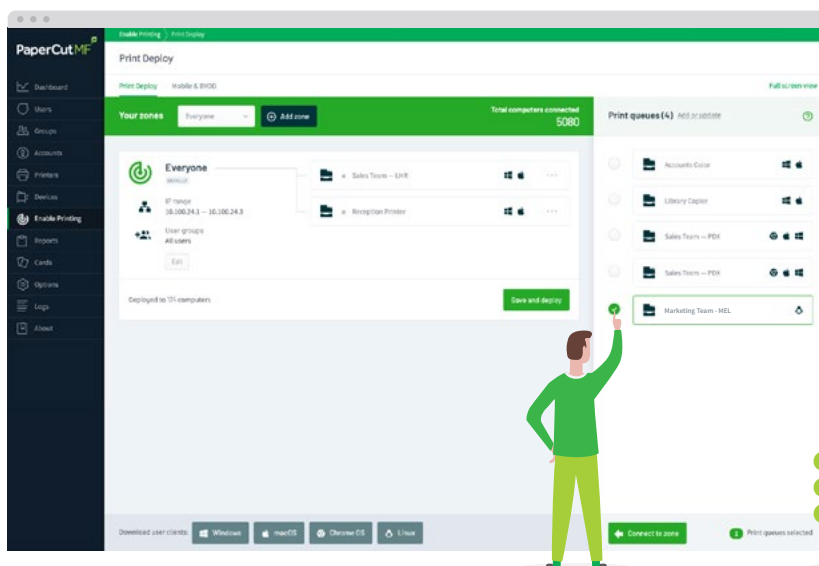 PaperCut MF
Enable Printing Print Deploy
Print Deploy
Print Deploy Mobile & BYOD Full screen view
Your zones Everyone Add zone Total computers connected
5080
Print queues (4) Add or update
Dashboard
Users
Groups
Accounts
Printers
Devices
Enable Printing
Reports
Cards
Options
Logs
About
Everyone
IP range
10.100.24.1 — 10.100.24.3
User groups
All users
Edit
Sales Team — LHR
Reception Printer
Deployed to computers
Save and deploy
Accounts Color
Library Copier
Sales Team — PDX
Sales Team — PDX
Marketing Team - MEL
Download user clients: Windows macOS Chrome OS Linux
Connect to zone
Print queues selected